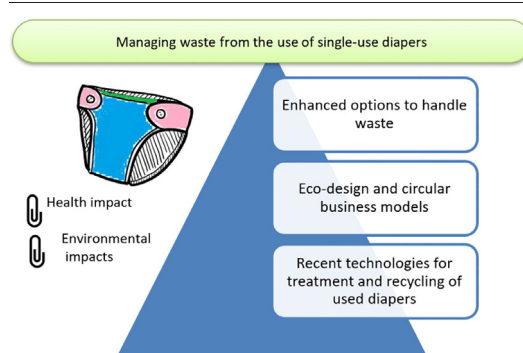 Managing waste from the use of single-use diapers
Enhanced options to handle
waste
Eco-design and circular
business models
Recent technologies for
treatment and recycling of
used diapers
Health impact
Environmental
impacts